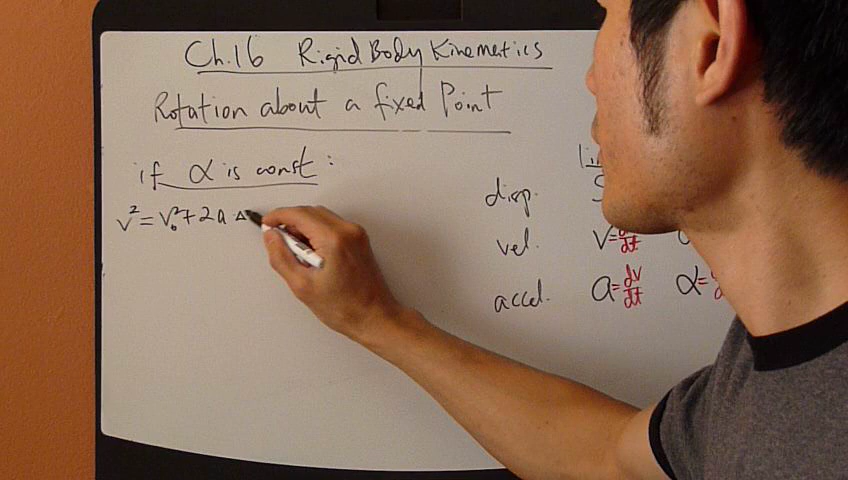 Ch.16 Rigid Body Kinematics
Rotation about a fixed Point
if α is const:
v² = v₀² + 2a Δ
disp. S
vel. v = d/dt
accel. a = dv/dt α =